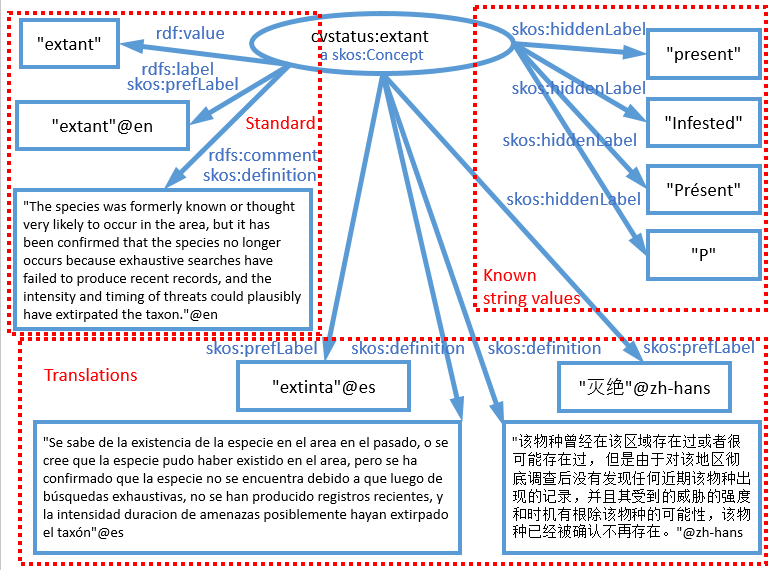 cvstatus:extant
a skos:Concept
rdf:value
"extant"
rdfs:label
skos:prefLabel
"extant"@en
Standard
rdfs:comment
skos:definition
"The species was formerly known or thought
very likely to occur in the area, but it has
been confirmed that the species no longer
occurs because exhaustive searches have
failed to produce recent records, and the
intensity and timing of threats could plausibly
have extirpated the taxon."@en
skos:hiddenLabel
"present"
skos:hiddenLabel
"Infested"
skos:hiddenLabel
"Présent"
skos:hiddenLabel
"P"
Known
string values
skos:prefLabel
skos:definition
skos:definition
skos:prefLabel
Translations
"extinta"@es
"灭绝"@zh-hans
"Se sabe de la existencia de la especie en el area en el pasado, o se
cree que la especie pudo haber existido en el área, pero se ha
confirmado que la especie no se encuentra debido a que luego de
búsquedas exhaustivas, no se han producido registros recientes, y
la intensidad duracion de amenazas posiblemente hayan extirpado
el taxón"@es
"该物种曾经在该区域存在过或者很
可能存在过， 但是由于对该地区彻
底调查后没有发现任何近期该物种出
现的记录，并且其受到的威胁的强度
和时机有根除该物种的可能性，该物
种已经被确认不再存在。"@zh-hans